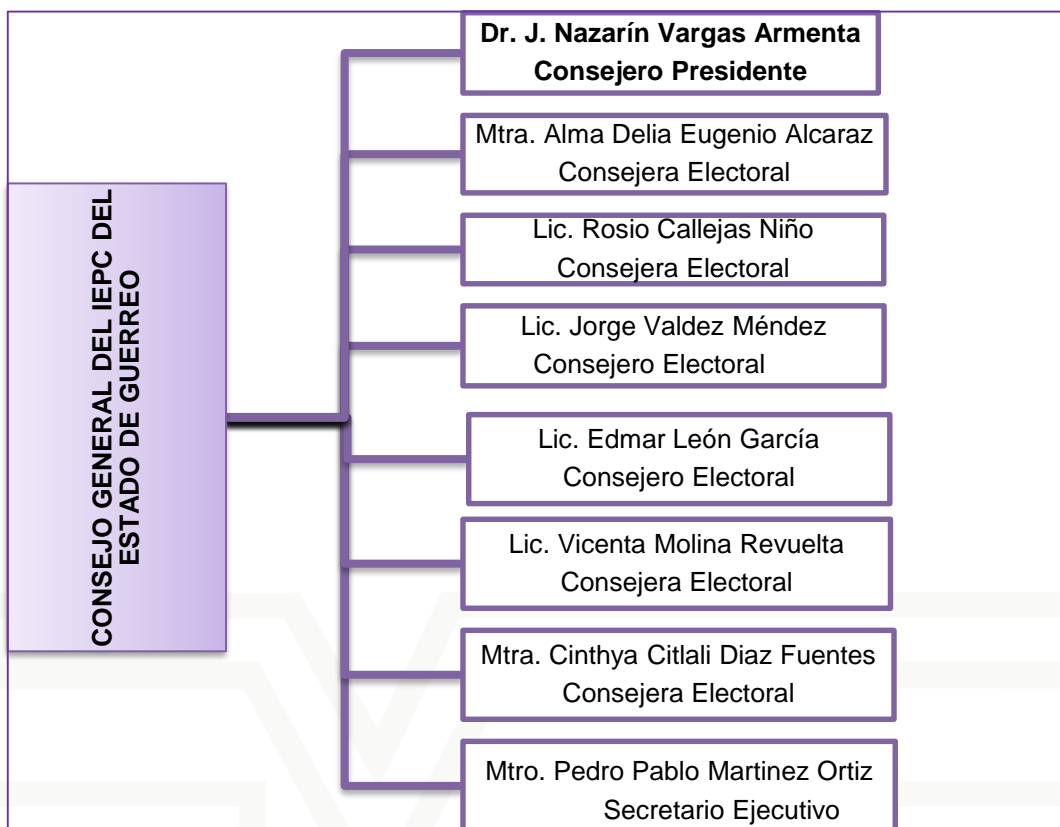 CONSEJO GENERAL DEL IEPC DEL
ESTADO DE GUERREO
Dr. J. Nazarín Vargas Armenta
Consejero Presidente
Mtra. Alma Delia Eugenio Alcaraz
Consejera Electoral
Lic. Rosio Callejas Niño
Consejera Electoral
Lic. Jorge Valdez Méndez
Consejero Electoral
Lic. Edmar León García
Consejero Electoral
Lic. Vicenta Molina Revuelta
Consejera Electoral
Mtra. Cinthya Citlali Diaz Fuentes
Consejera Electoral
Mtro. Pedro Pablo Martinez Ortiz
Secretario Ejecutivo